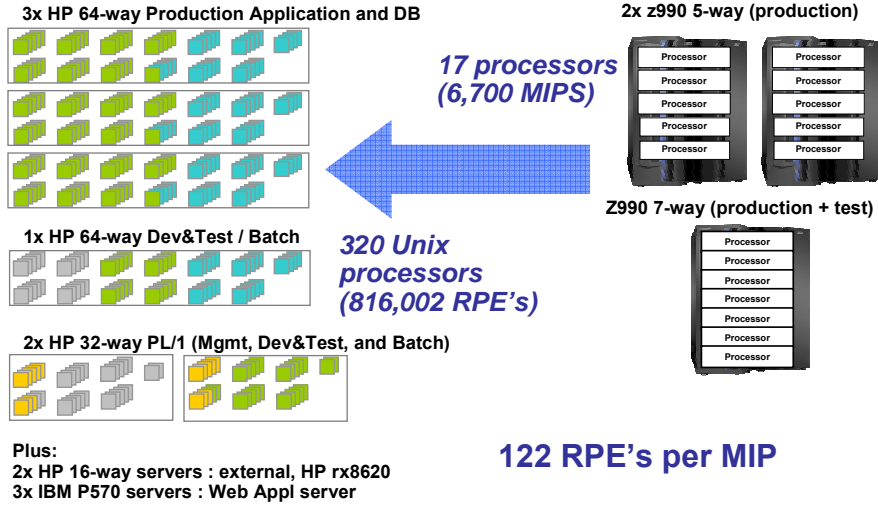 3x HP 64-way Production Application and DB
2x z990 5-way (production)
17 processors
(6,700 MIPS)
Processor
Processor
Processor
Processor
Processor
Processor
Processor
Processor
Processor
Processor
Z990 7-way (production + test)
1x HP 64-way Dev&Test / Batch
320 Unix
processors
(816,002 RPE's)
Processor
Processor
Processor
Processor
Processor
Processor
Processor
2x HP 32-way PL/1 (Mgmt, Dev&Test, and Batch)
Plus:
2x HP 16-way servers : external, HP rx8620
3x IBM P570 servers : Web Appl server
122 RPE's per MIP